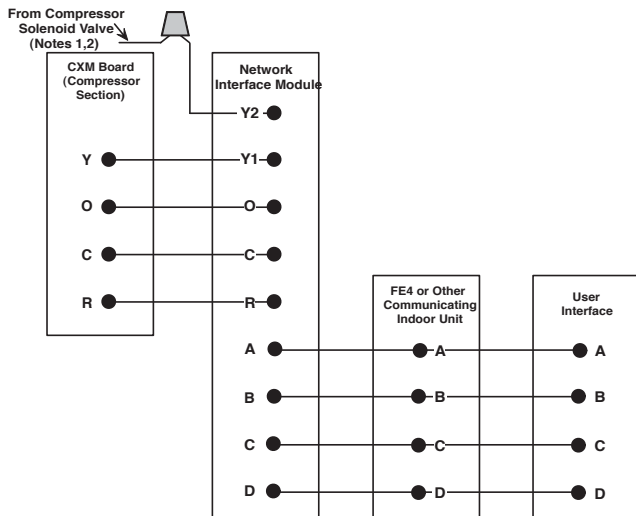 From Compressor
Solenoid Valve
(Notes 1,2)
CXM Board
(Compressor
Section)
Network
Interface Module
Y2
Y Y1
O O
C C
R R
FE4 or Other
Communicating
Indoor Unit
User
Interface
A A A
B B B
C C C
D D D